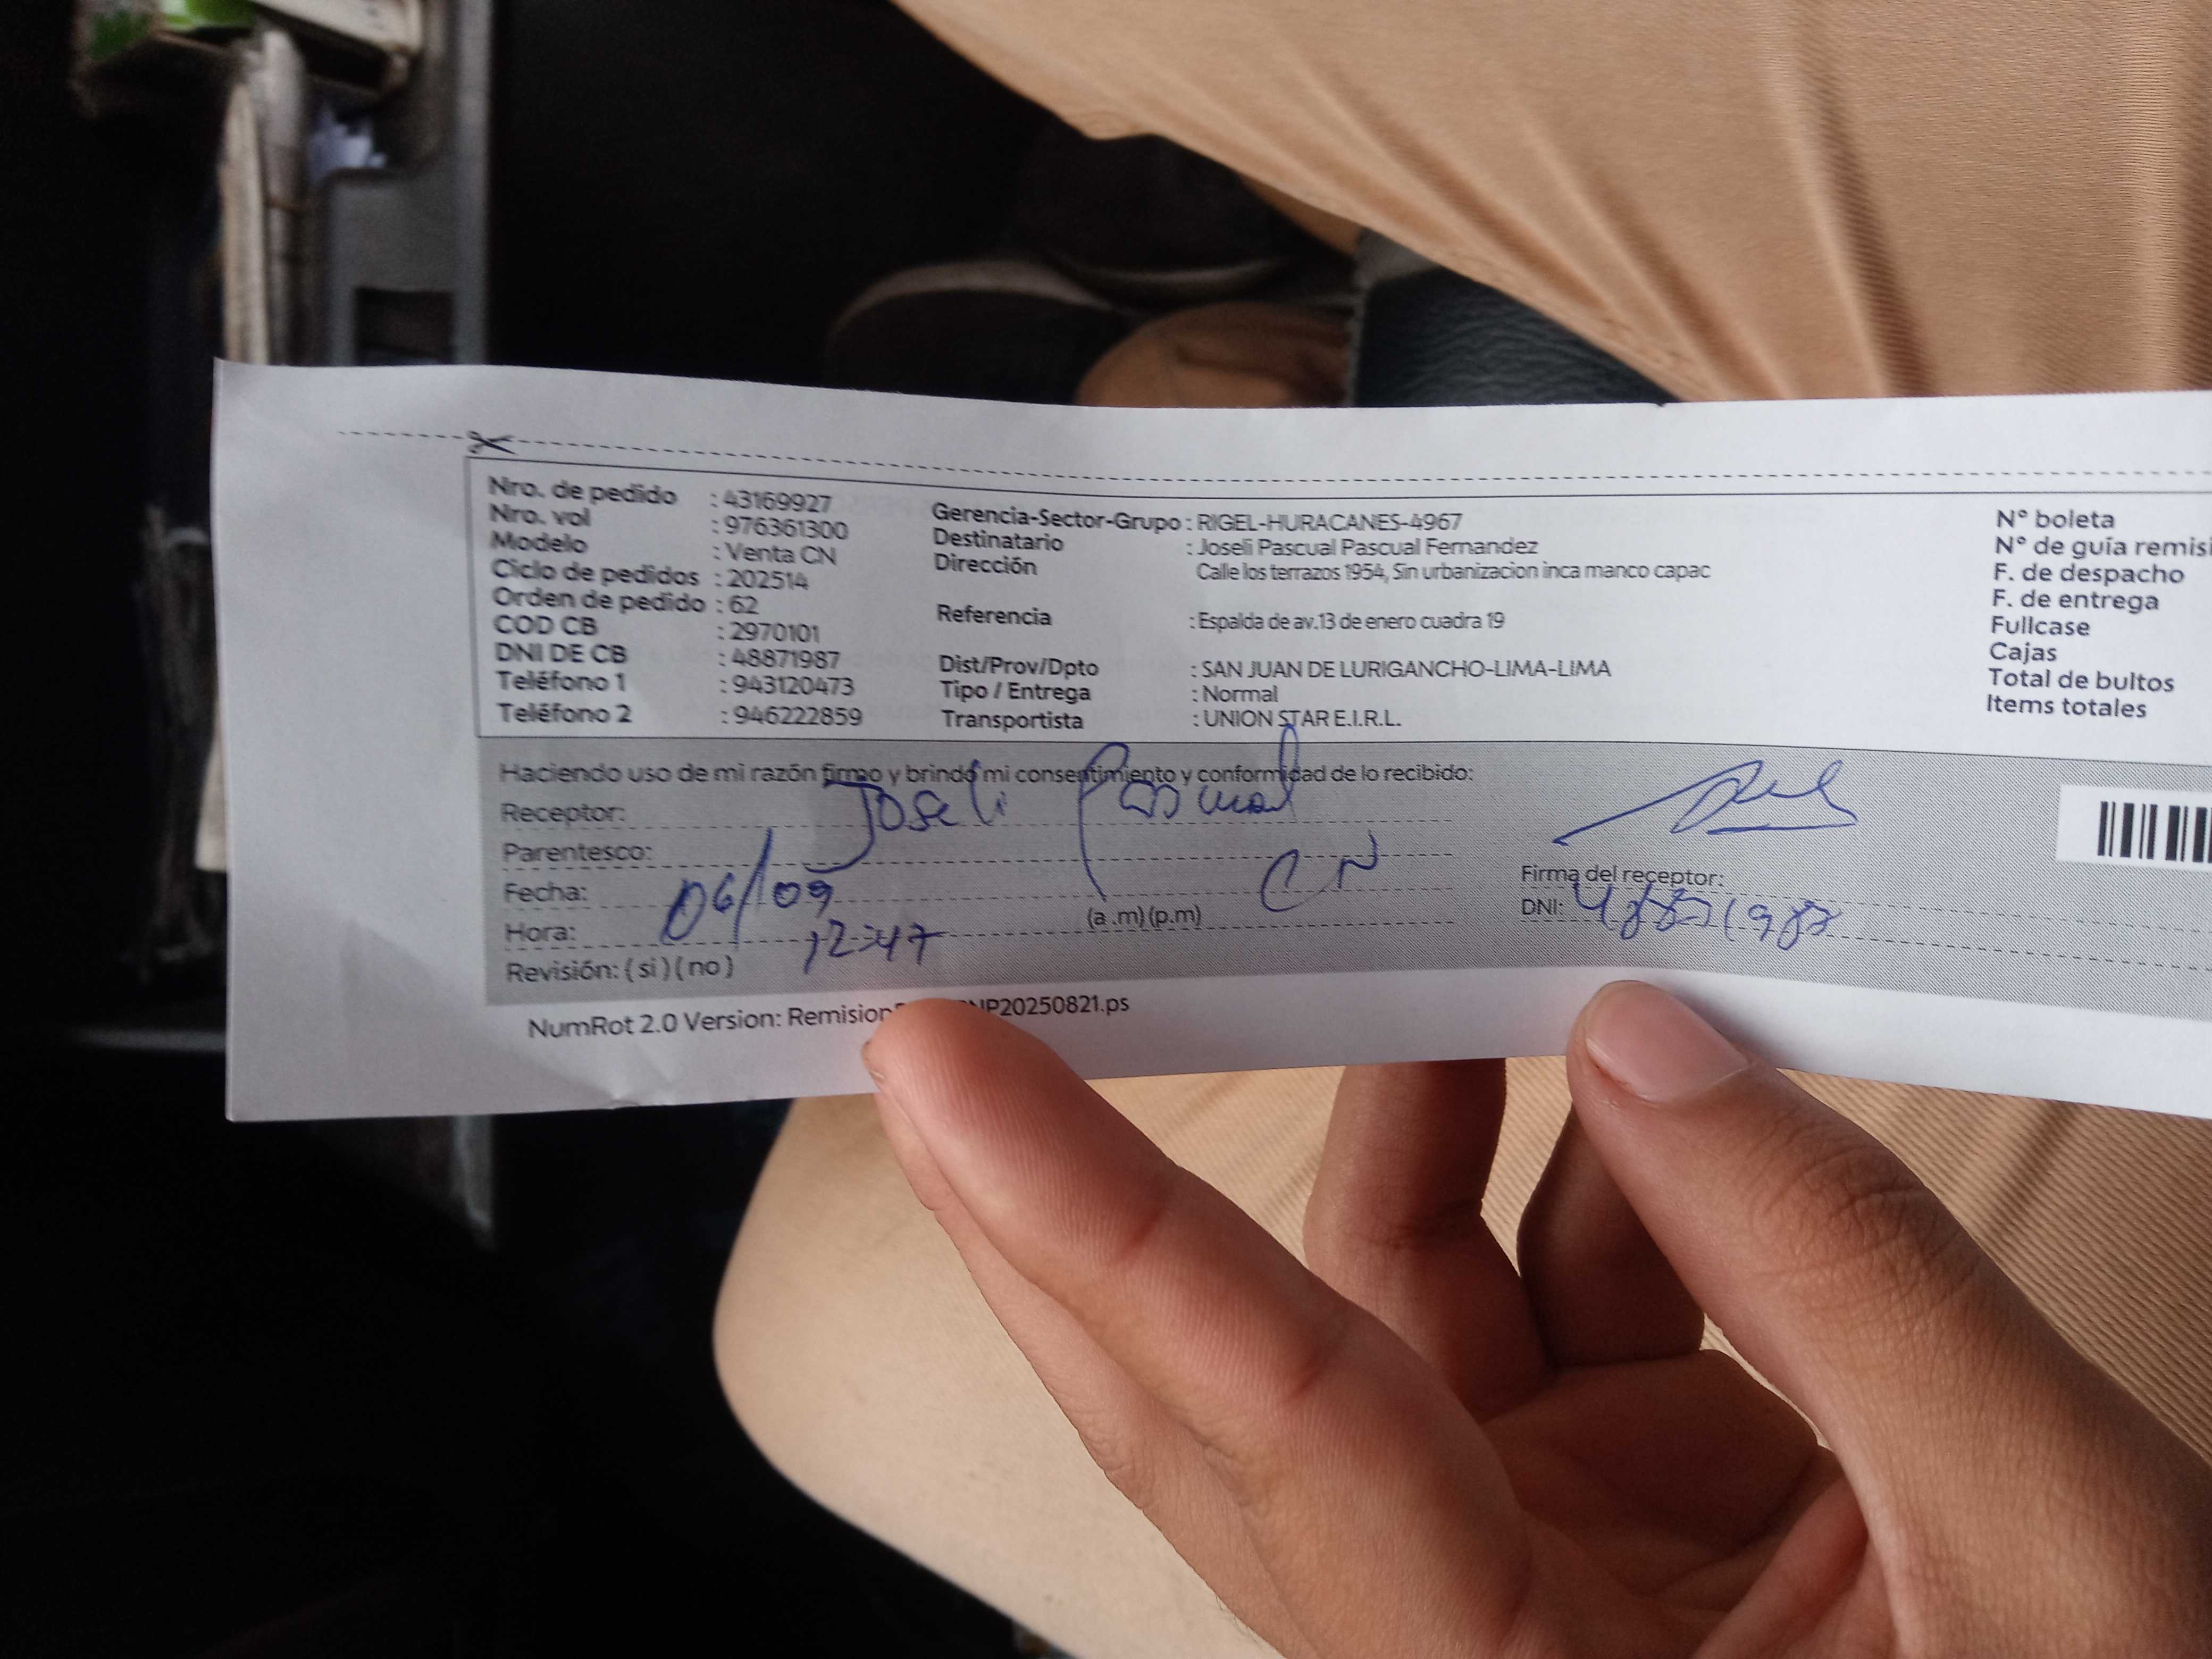 Nro. de pedido : 43169927
Nro. vol : 976361300
Modelo : Venta CN
Ciclo de pedidos : 202514
Orden de pedido : 62
COD CB : 2970101
DNI DE CB : 48871987
Teléfono 1 : 943120473
Teléfono 2 : 946222859
Gerencia-Sector-Grupo : RIGEL-HURACANES-4967
Destinatario : Joseli Pascual Pascual Fernandez
Dirección Calle los terrazos 1954, Sin urbanizacion inca manco capac
Referencia : Espalda de av.13 de enero cuadra 19
Dist/Prov/Dpto : SAN JUAN DE LURIGANCHO-LIMA-LIMA
Tipo / Entrega : Normal
Transportista : UNION STAR E.I.R.L.
N° boleta
N° de guía remisi
F. de despacho
F. de entrega
Fullcase
Cajas
Total de bultos
Items totales
Haciendo uso de mi razón firmo y brindo mi consentimiento y conformidad de lo recibido:
Receptor: Joseli Pascual
Parentesco: CN
Fecha: 06/09
Hora: 12:47 (a .m) (p.m)
Revisión: ( si ) ( no )
Firma del receptor:
DNI:
NumRot 2.0 Version: Remision NP20250821.ps